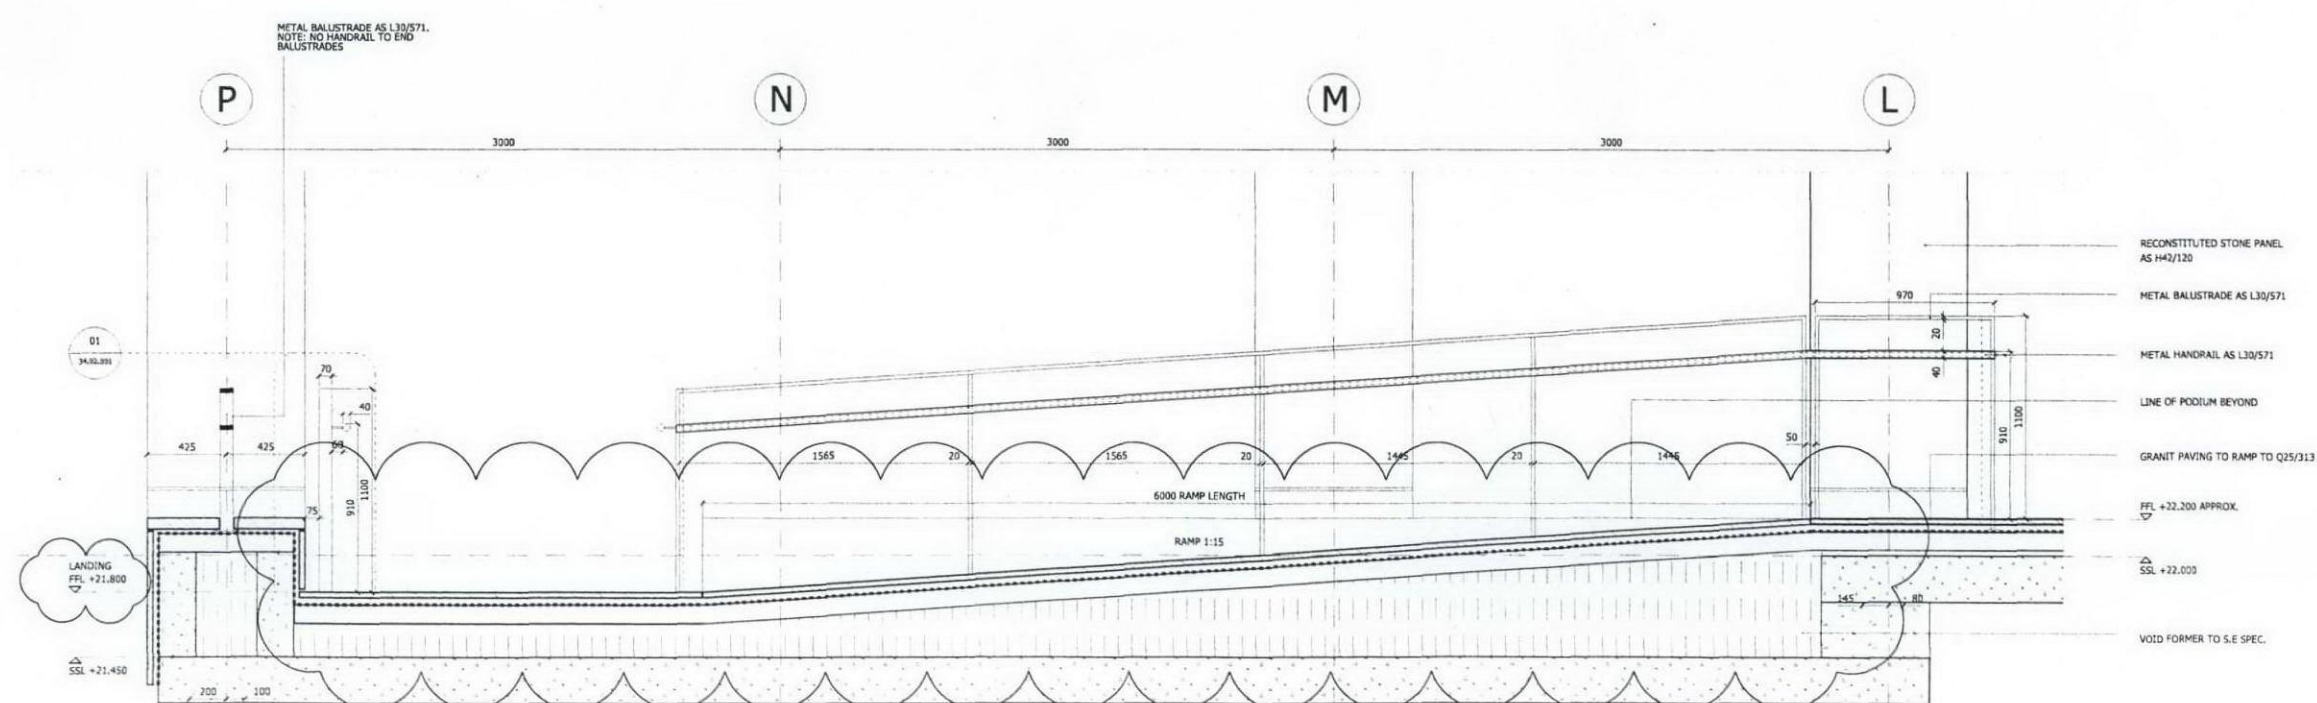 METAL BALUSTRADE AS L30/571.
NOTE: NO HANDRAIL TO END
BALUSTRADES
P
N
M
L
3000
3000
3000
RECONSTITUTED STONE PANEL
AS H42/120
970
METAL BALUSTRADE AS L30/571
20
01
METAL HANDRAIL AS L30/571
40
70
40
LINE OF PODIUM BEYOND
1100
910
50
425
425
60
1565
20
1565
20
1445
20
1445
GRANIT PAVING TO RAMP TO Q25/313
1100
910
6000 RAMP LENGTH
75
FFL +22.200 APPROX.
RAMP 1:15
LANDING
FFL +21.800
SSL +22.000
145
80
VOID FORMER TO S.E SPEC.
SSL +21.450
200
100